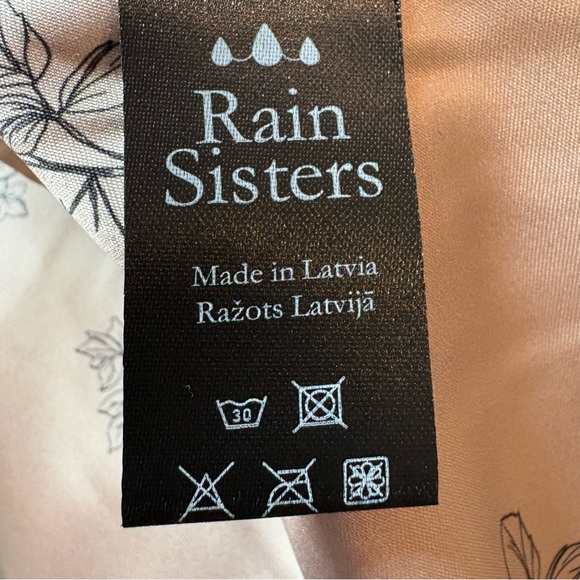 Rain
Sisters
Made in Latvia
Ražots Latvijā
30